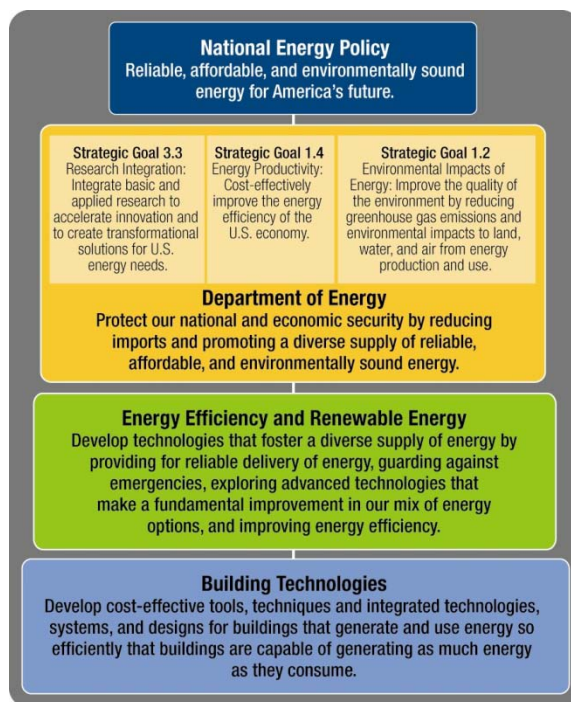 National Energy Policy
Reliable, affordable, and environmentally sound
energy for America's future.
Strategic Goal 3.3
Research Integration:
Integrate basic and
applied research to
accelerate innovation and
to create transformational
solutions for U.S.
energy needs.
Strategic Goal 1.4
Energy Productivity:
Cost-effectively
improve the energy
efficiency of the
U.S. economy.
Strategic Goal 1.2
Environmental Impacts of
Energy: Improve the quality of
the environment by reducing
greenhouse gas emissions and
environmental impacts to land,
water, and air from energy
production and use.
Department of Energy
Protect our national and economic security by reducing
imports and promoting a diverse supply of reliable,
affordable, and environmentally sound energy.
Energy Efficiency and Renewable Energy
Develop technologies that foster a diverse supply of energy by
providing for reliable delivery of energy, guarding against
emergencies, exploring advanced technologies that
make a fundamental improvement in our mix of energy
options, and improving energy efficiency.
Building Technologies
Develop cost-effective tools, techniques and integrated technologies,
systems, and designs for buildings that generate and use energy so
efficiently that buildings are capable of generating as much energy
as they consume.